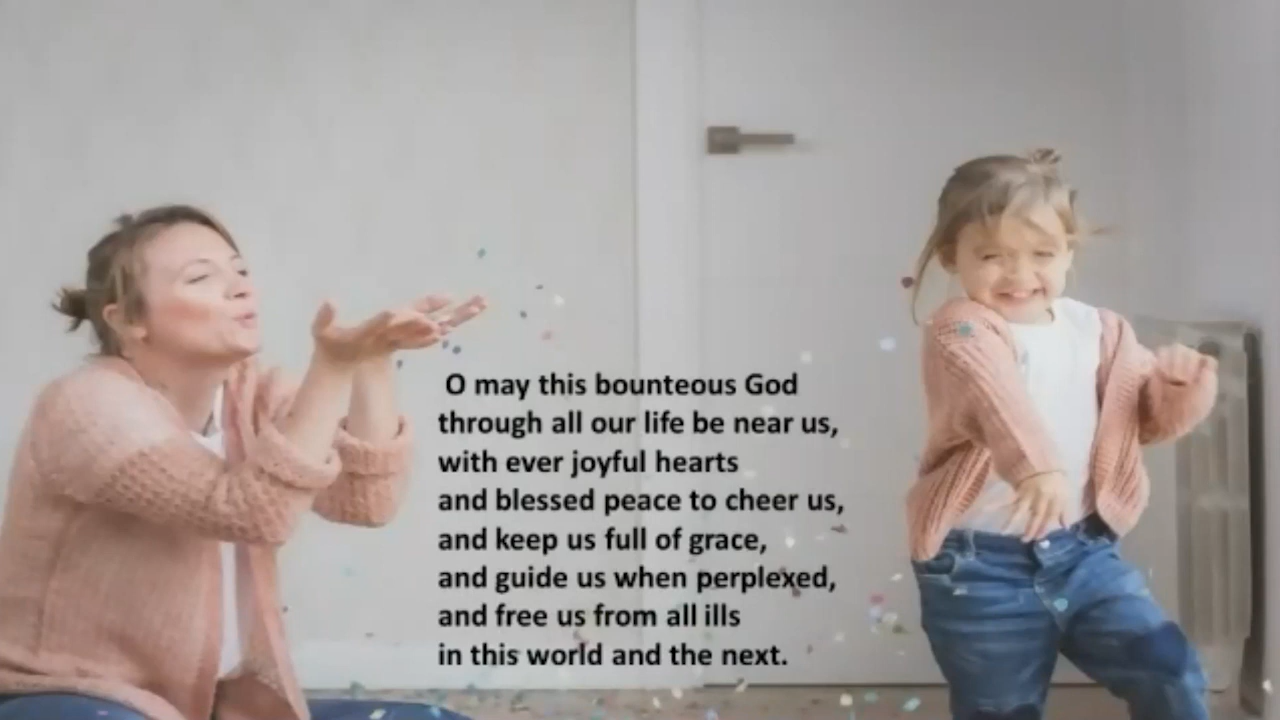 O may this bounteous God
through all our life be near us,
with ever joyful hearts
and blessed peace to cheer us,
and keep us full of grace,
and guide us when perplexed,
and free us from all ills
in this world and the next.